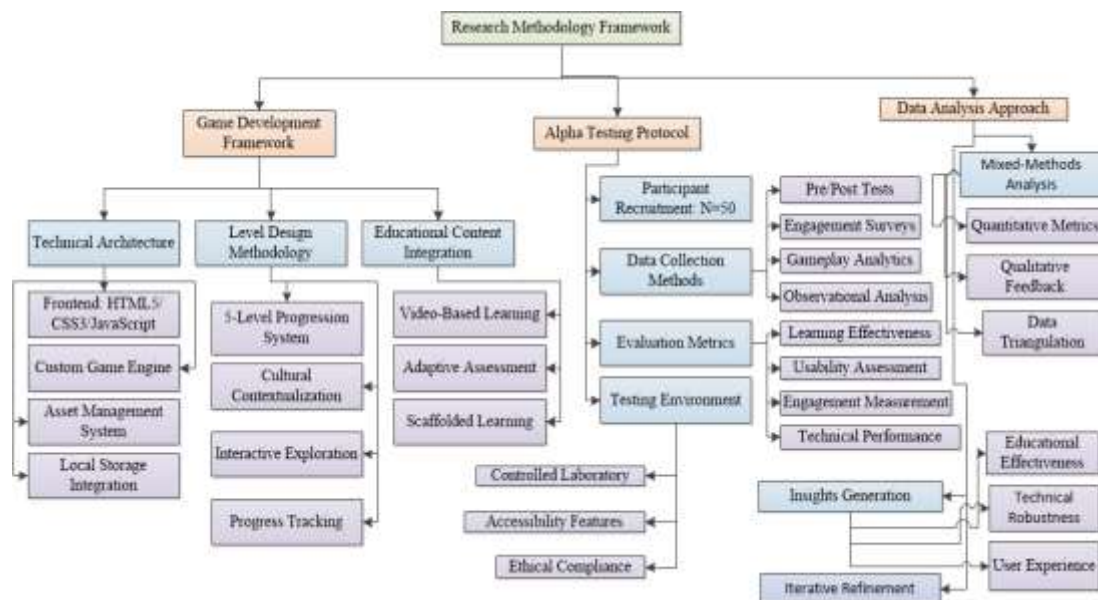 Research Methodology Framework
Game Development
Framework
Alpha Testing Protocol
Data Analysis Approach
Technical Architecture
Level Design
Methodology
Educational Content
Integration
Frontend: HTML5/
CSS3/JavaScript
Custom Game Engine
Asset Management
System
Local Storage
Integration
5-Level Progression
System
Cultural
Contextualization
Interactive Exploration
Progress Tracking
Video-Based Learning
Adaptive Assessment
Scaffolded Learning
Participant
Recruitment: N=50
Data Collection
Methods
Evaluation Metrics
Testing Environment
Pre/Post Tests
Engagement Surveys
Gameplay Analytics
Observational Analysis
Learning Effectiveness
Usability Assessment
Engagement Measurement
Technical Performance
Controlled Laboratory
Accessibility Features
Ethical Compliance
Mixed-Methods
Analysis
Quantitative Metrics
Qualitative
Feedback
Data
Triangulation
Insights Generation
Educational
Effectiveness
Technical
Robustness
User Experience
Iterative Refinement